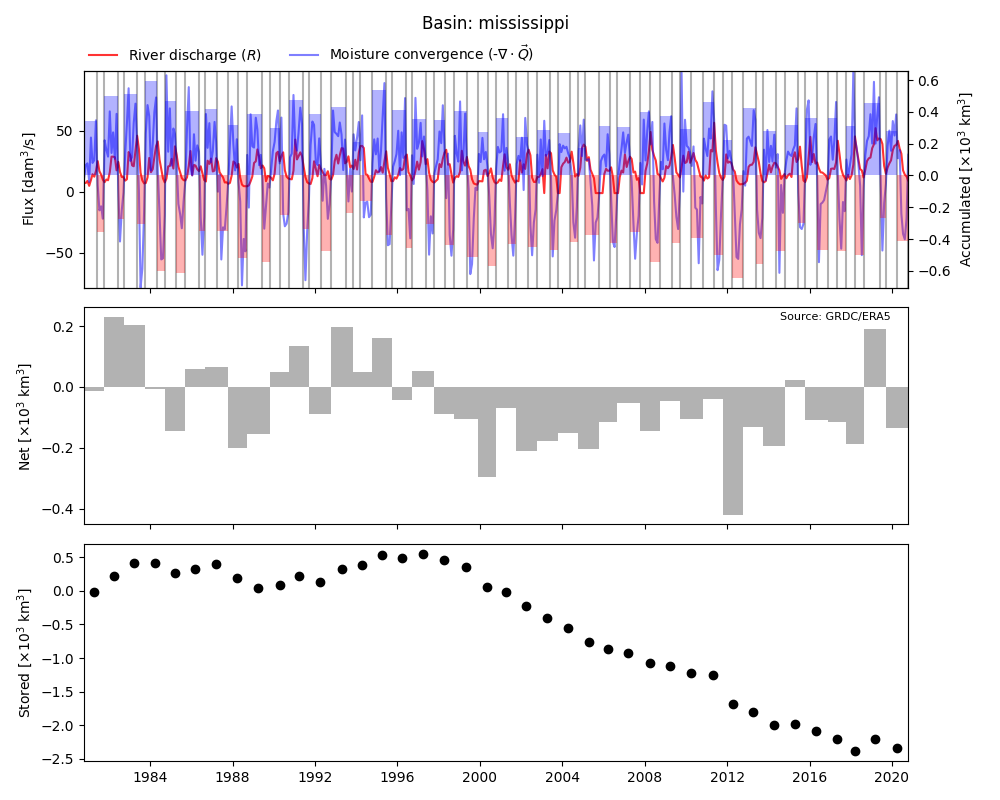 Basin: mississippi
River discharge (R)
Moisture convergence (-∇ · Q⃗)
Flux [dam³/s]
50
0
−50
0.6
0.4
0.2
0.0
−0.2
−0.4
−0.6
Accumulated [×10³ km³]
Source: GRDC/ERA5
Net [×10³ km³]
0.2
0.0
−0.2
−0.4
Stored [×10³ km³]
0.5
0.0
−0.5
−1.0
−1.5
−2.0
−2.5
1984 1988 1992 1996 2000 2004 2008 2012 2016 2020